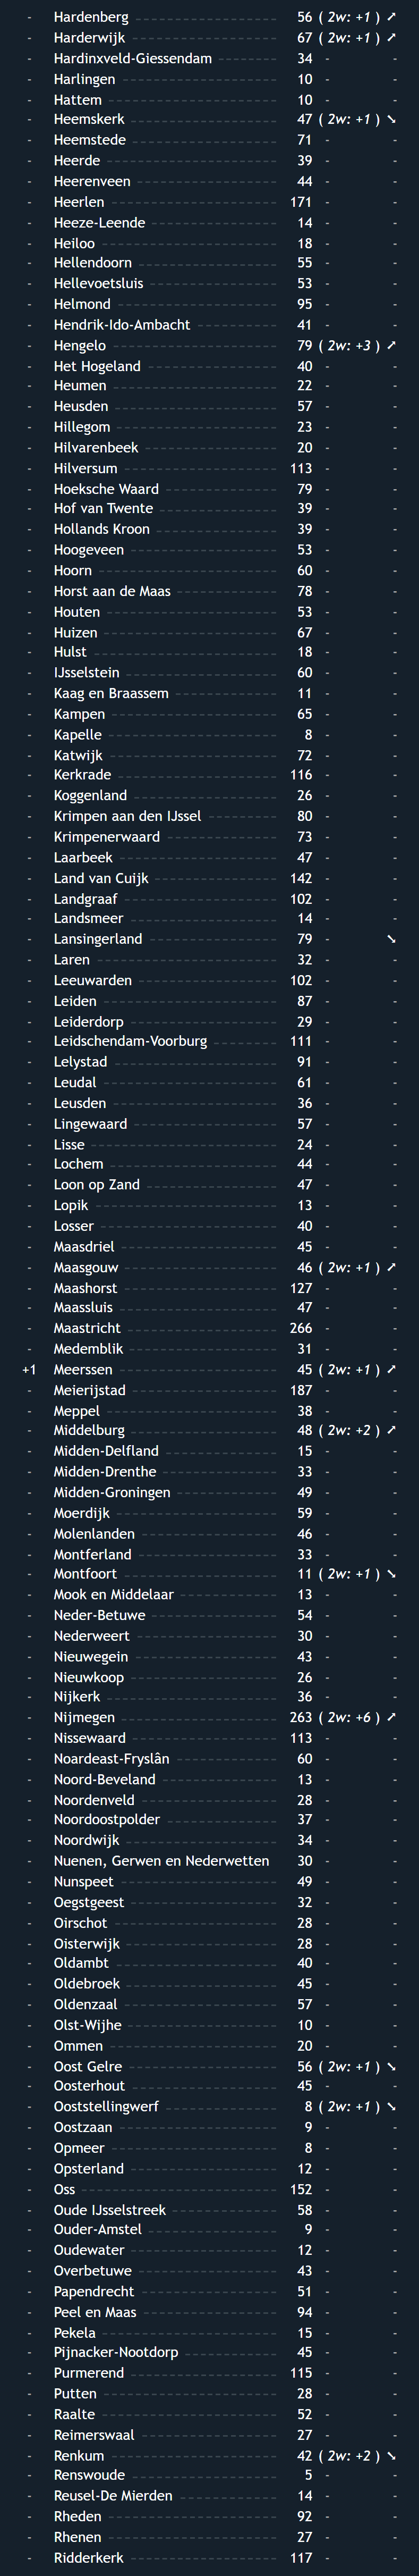 - Hardenberg 56 ( 2w: +1 ) ➚
- Harderwijk 67 ( 2w: +1 ) ➚
- Hardinxveld-Giessendam 34 - -
- Harlingen 10 - -
- Hattem 10 - -
- Heemskerk 47 ( 2w: +1 ) ➘
- Heemstede 71 - -
- Heerde 39 - -
- Heerenveen 44 - -
- Heerlen 171 - -
- Heeze-Leende 14 - -
- Heiloo 18 - -
- Hellendoorn 55 - -
- Hellevoetsluis 53 - -
- Helmond 95 - -
- Hendrik-Ido-Ambacht 41 - -
- Hengelo 79 ( 2w: +3 ) ➚
- Het Hogeland 40 - -
- Heumen 22 - -
- Heusden 57 - -
- Hillegom 23 - -
- Hilvarenbeek 20 - -
- Hilversum 113 - -
- Hoeksche Waard 79 - -
- Hof van Twente 39 - -
- Hollands Kroon 39 - -
- Hoogeveen 53 - -
- Hoorn 60 - -
- Horst aan de Maas 78 - -
- Houten 53 - -
- Huizen 67 - -
- Hulst 18 - -
- IJsselstein 60 - -
- Kaag en Braassem 11 - -
- Kampen 65 - -
- Kapelle 8 - -
- Katwijk 72 - -
- Kerkrade 116 - -
- Koggenland 26 - -
- Krimpen aan den IJssel 80 - -
- Krimpenerwaard 73 - -
- Laarbeek 47 - -
- Land van Cuijk 142 - -
- Landgraaf 102 - -
- Landsmeer 14 - -
- Lansingerland 79 - ➘
- Laren 32 - -
- Leeuwarden 102 - -
- Leiden 87 - -
- Leiderdorp 29 - -
- Leidschendam-Voorburg 111 - -
- Lelystad 91 - -
- Leudal 61 - -
- Leusden 36 - -
- Lingewaard 57 - -
- Lisse 24 - -
- Lochem 44 - -
- Loon op Zand 47 - -
- Lopik 13 - -
- Losser 40 - -
- Maasdriel 45 - -
- Maasgouw 46 ( 2w: +1 ) ➚
- Maashorst 127 - -
- Maassluis 47 - -
- Maastricht 266 - -
- Medemblik 31 - -
+1 Meerssen 45 ( 2w: +1 ) ➚
- Meierijstad 187 - -
- Meppel 38 - -
- Middelburg 48 ( 2w: +2 ) ➚
- Midden-Delfland 15 - -
- Midden-Drenthe 33 - -
- Midden-Groningen 49 - -
- Moerdijk 59 - -
- Molenlanden 46 - -
- Montferland 33 - -
- Montfoort 11 ( 2w: +1 ) ➘
- Mook en Middelaar 13 - -
- Neder-Betuwe 54 - -
- Nederweert 30 - -
- Nieuwegein 43 - -
- Nieuwkoop 26 - -
- Nijkerk 36 - -
- Nijmegen 263 ( 2w: +6 ) ➚
- Nissewaard 113 - -
- Noardeast-Fryslân 60 - -
- Noord-Beveland 13 - -
- Noordenveld 28 - -
- Noordoostpolder 37 - -
- Noordwijk 34 - -
- Nuenen, Gerwen en Nederwetten 30 - -
- Nunspeet 49 - -
- Oegstgeest 32 - -
- Oirschot 28 - -
- Oisterwijk 28 - -
- Oldambt 40 - -
- Oldebroek 45 - -
- Oldenzaal 57 - -
- Olst-Wijhe 10 - -
- Ommen 20 - -
- Oost Gelre 56 ( 2w: +1 ) ➘
- Oosterhout 45 - -
- Ooststellingwerf 8 ( 2w: +1 ) ➘
- Oostzaan 9 - -
- Opmeer 8 - -
- Opsterland 12 - -
- Oss 152 - -
- Oude IJsselstreek 58 - -
- Ouder-Amstel 9 - -
- Oudewater 12 - -
- Overbetuwe 43 - -
- Papendrecht 51 - -
- Peel en Maas 94 - -
- Pekela 15 - -
- Pijnacker-Nootdorp 45 - -
- Purmerend 115 - -
- Putten 28 - -
- Raalte 52 - -
- Reimerswaal 27 - -
- Renkum 42 ( 2w: +2 ) ➘
- Renswoude 5 - -
- Reusel-De Mierden 14 - -
- Rheden 92 - -
- Rhenen 27 - -
- Ridderkerk 117 - -